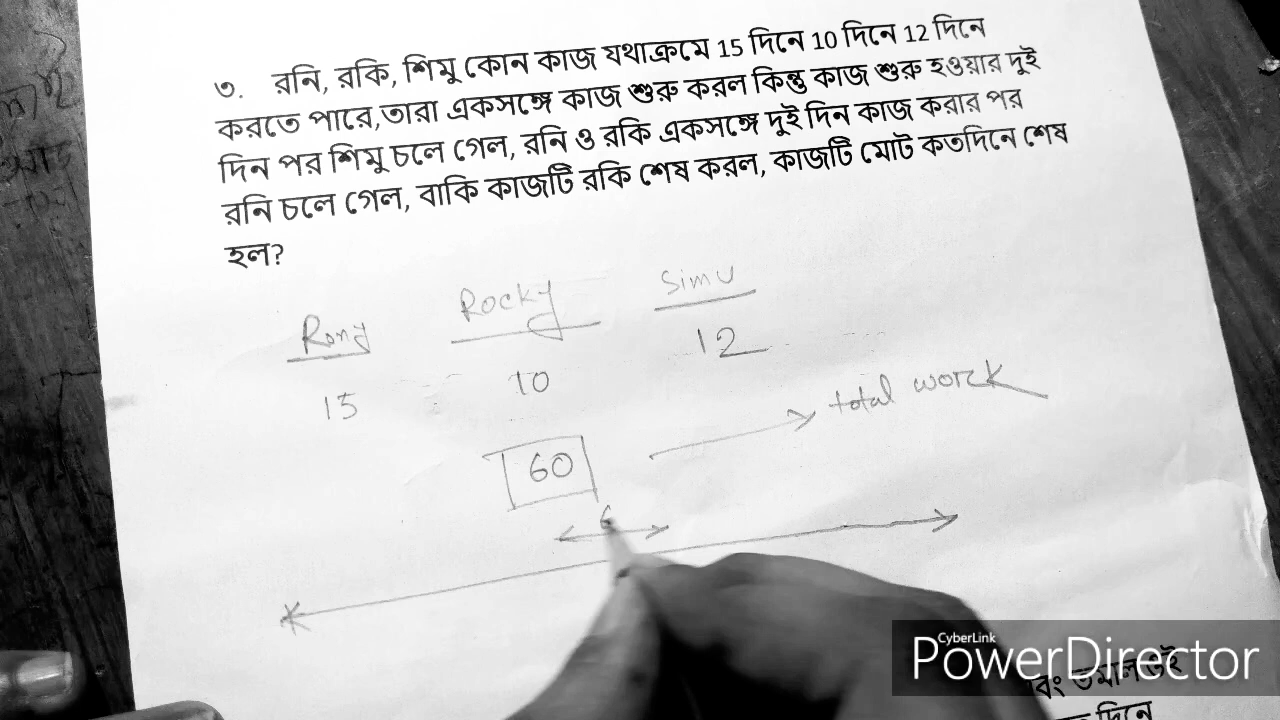 ৩. রনি, রকি, শিমু কোন কাজ যথাক্রমে 15 দিনে 10 দিনে 12 দিনে
করতে পারে,তারা একসঙ্গে কাজ শুরু করল কিন্তু কাজ শুরু হওয়ার দুই
দিন পর শিমু চলে গেল, রনি ও রকি একসঙ্গে দুই দিন কাজ করার পর
রনি চলে গেল, বাকি কাজটি রকি শেষ করল, কাজটি মোট কতদিনে শেষ
হল?
Rony Rocky Simu
15 10 12
60 total work
CyberLink
PowerDirector
দিনে